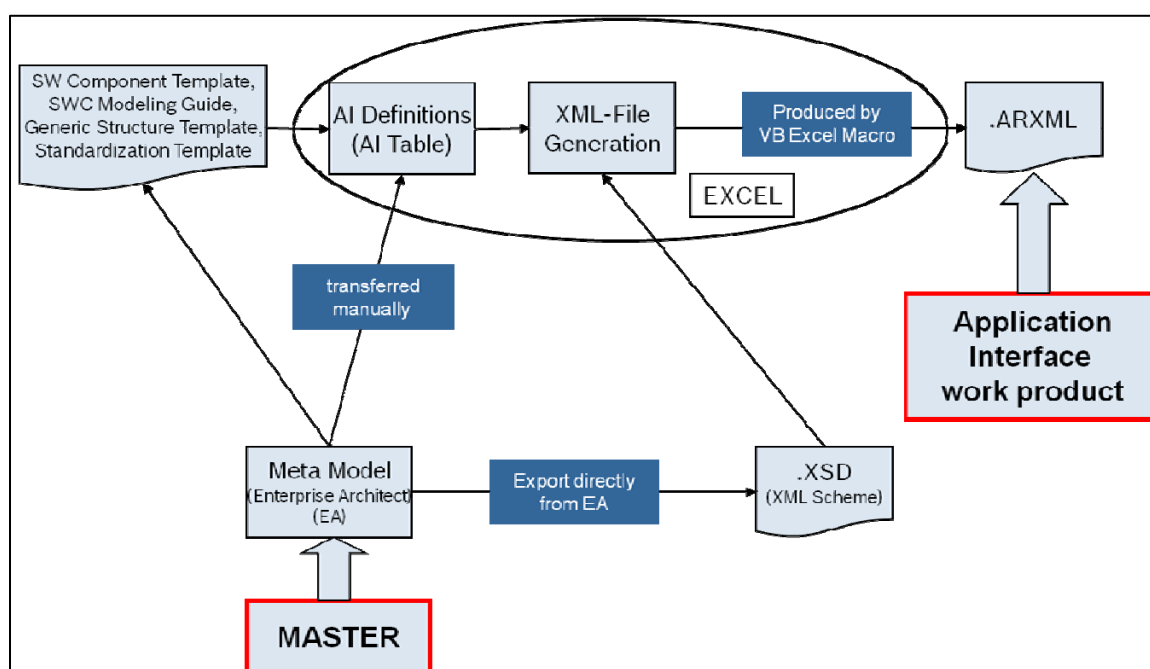 SW Component Template,
SWC Modeling Guide,
Generic Structure Template,
Standardization Template
AI Definitions
(AI Table)
XML-File
Generation
Produced by
VB Excel Macro
.ARXML
EXCEL
transferred
manually
Application
Interface
work product
Meta Model
(Enterprise Architect)
(EA)
Export directly
from EA
.XSD
(XML Scheme)
MASTER